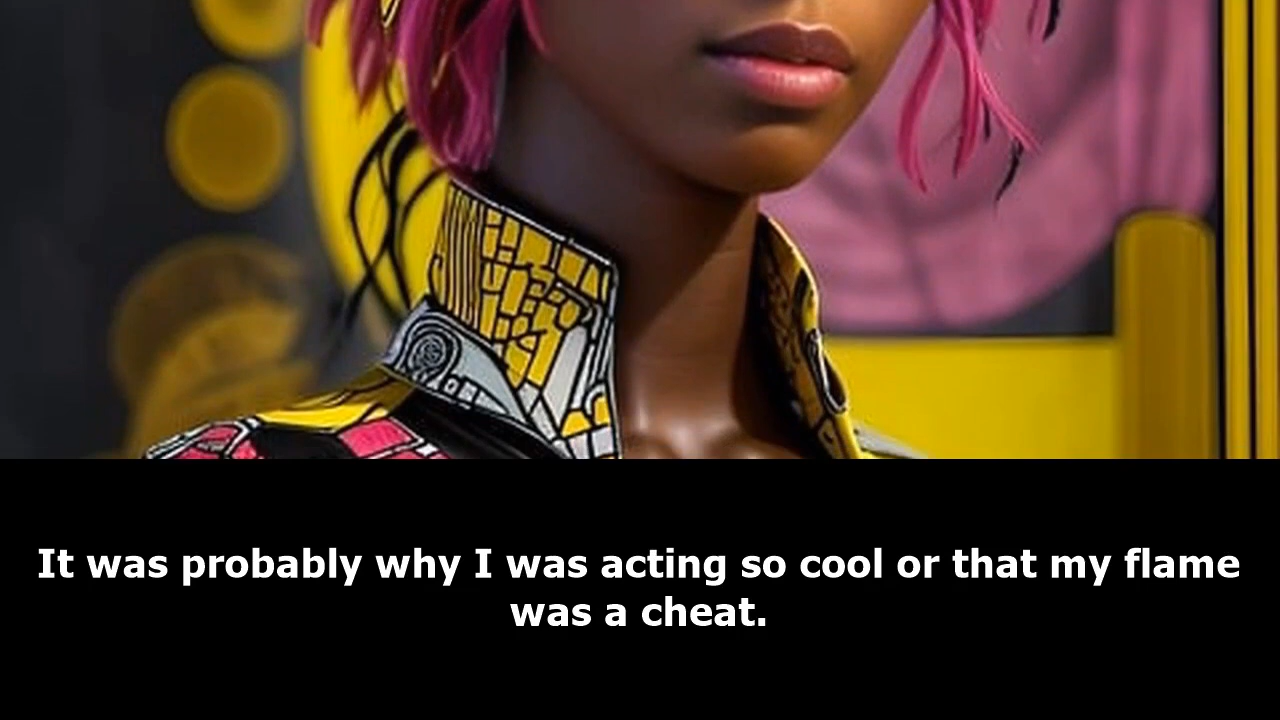 It was probably why I was acting so cool or that my flame
was a cheat.